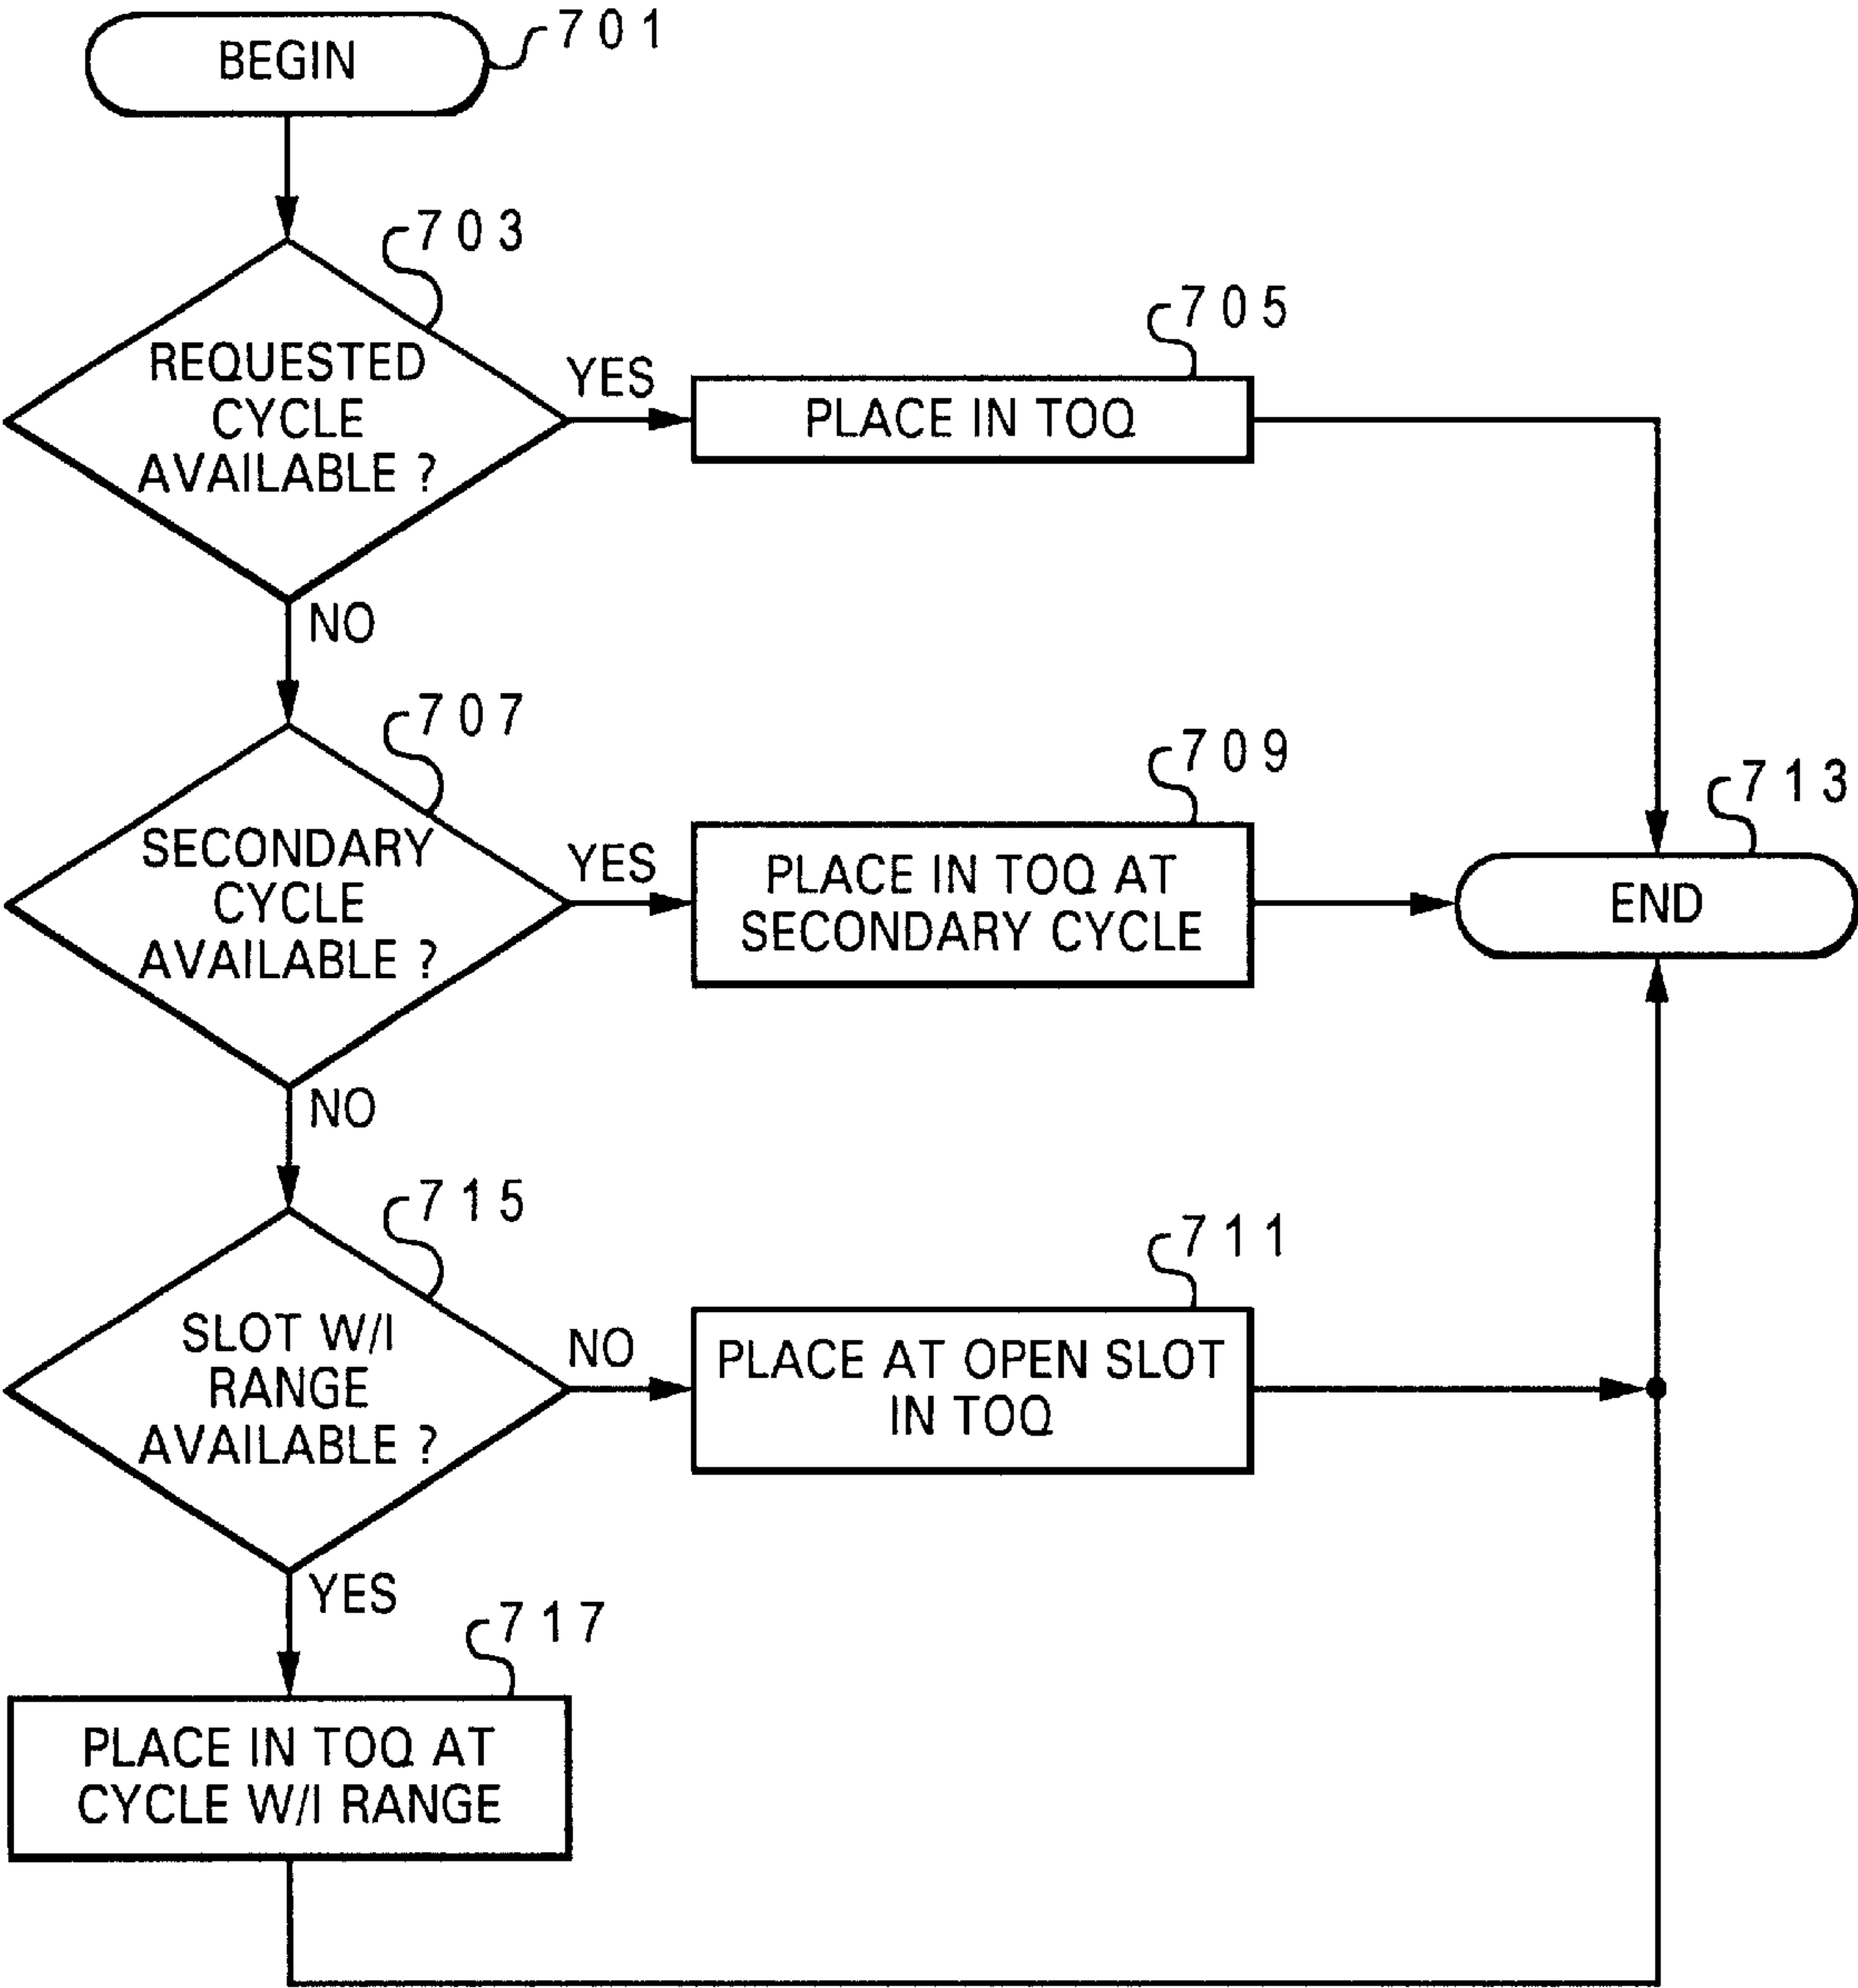 BEGIN
701
703
REQUESTED
CYCLE
AVAILABLE ?
YES
705
PLACE IN TOQ
NO
707
SECONDARY
CYCLE
AVAILABLE ?
YES
709
PLACE IN TOQ AT
SECONDARY CYCLE
713
END
NO
715
SLOT W/I
RANGE
AVAILABLE ?
NO
711
PLACE AT OPEN SLOT
IN TOQ
YES
717
PLACE IN TOQ AT
CYCLE W/I RANGE